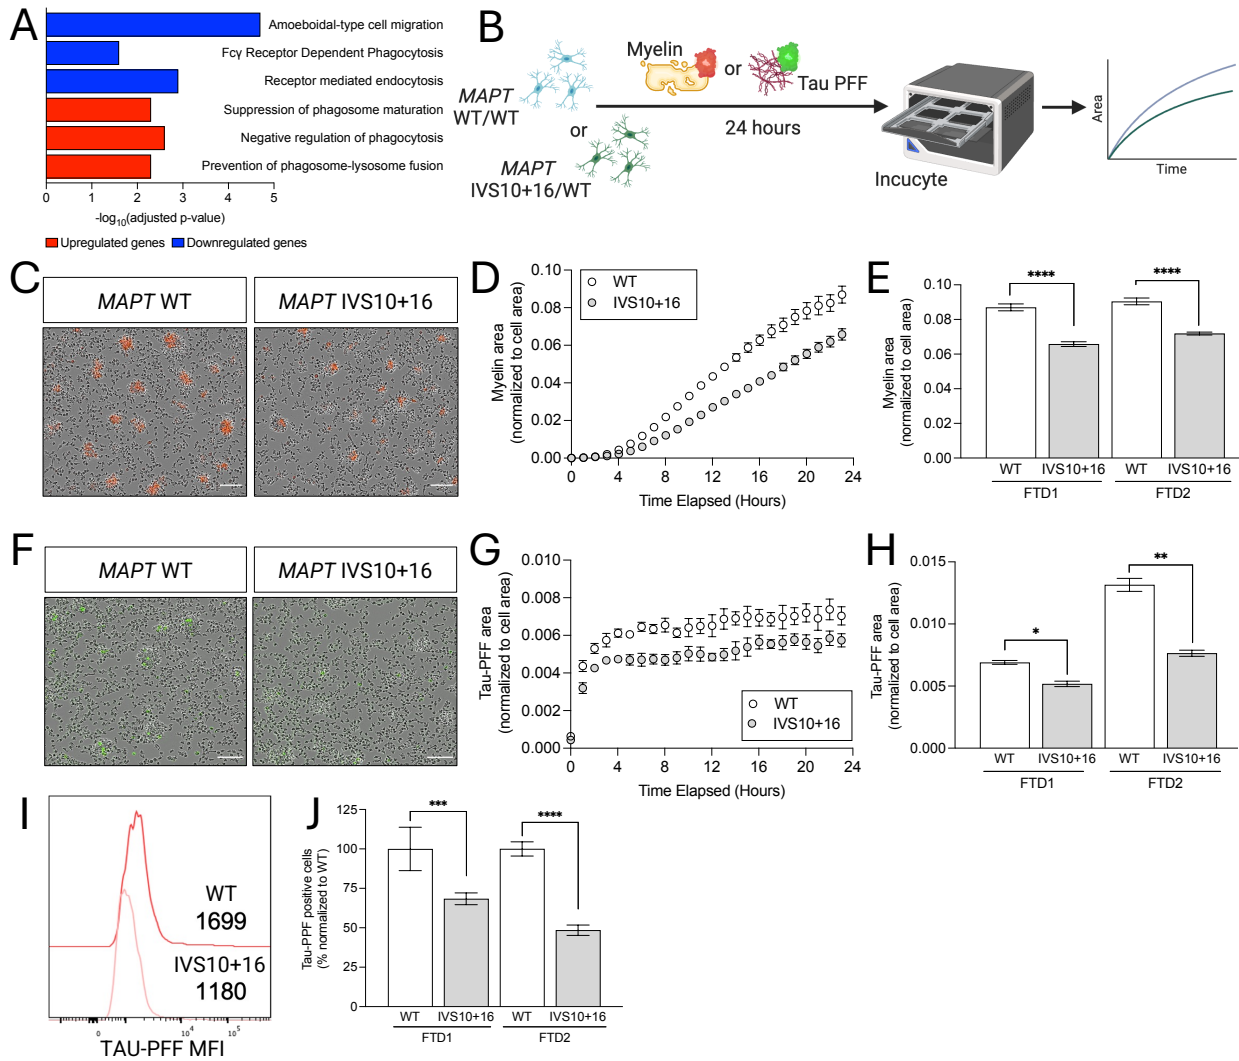 A
Amoeboidal-type cell migration
Fcγ Receptor Dependent Phagocytosis
Receptor mediated endocytosis
Suppression of phagosome maturation
Negative regulation of phagocytosis
Prevention of phagosome-lysosome fusion
0 1 2 3 4 5
-log10(adjusted p-value)
Upregulated genes Downregulated genes
B
MAPT
WT/WT
or
MAPT
IVS10+16/WT
Myelin
or
Tau PFF
24 hours
Incucyte
Area
Time
C
MAPT WT
MAPT IVS10+16
D
Myelin area
(normalized to cell area)
0.10
0.08
0.06
0.04
0.02
0.00
WT
IVS10+16
0 4 8 12 16 20 24
Time Elapsed (Hours)
E
Myelin area
(normalized to cell area)
0.10
0.08
0.06
0.04
0.00
****
****
WT IVS10+16 WT IVS10+16
FTD1 FTD2
F
MAPT WT
MAPT IVS10+16
G
Tau-PFF area
(normalized to cell area)
0.010
0.008
0.006
0.004
0.002
0.000
WT
IVS10+16
0 4 8 12 16 20 24
Time Elapsed (Hours)
H
Tau-PFF area
(normalized to cell area)
0.015
0.010
0.005
0.000
*
**
WT IVS10+16 WT IVS10+16
FTD1 FTD2
I
WT
1699
IVS10+16
1180
0 10^4 10^5
TAU-PFF MFI
J
Tau-PPF positive cells
(% normalized to WT)
125
100
75
50
25
0
***
****
WT IVS10+16 WT IVS10+16
FTD1 FTD2